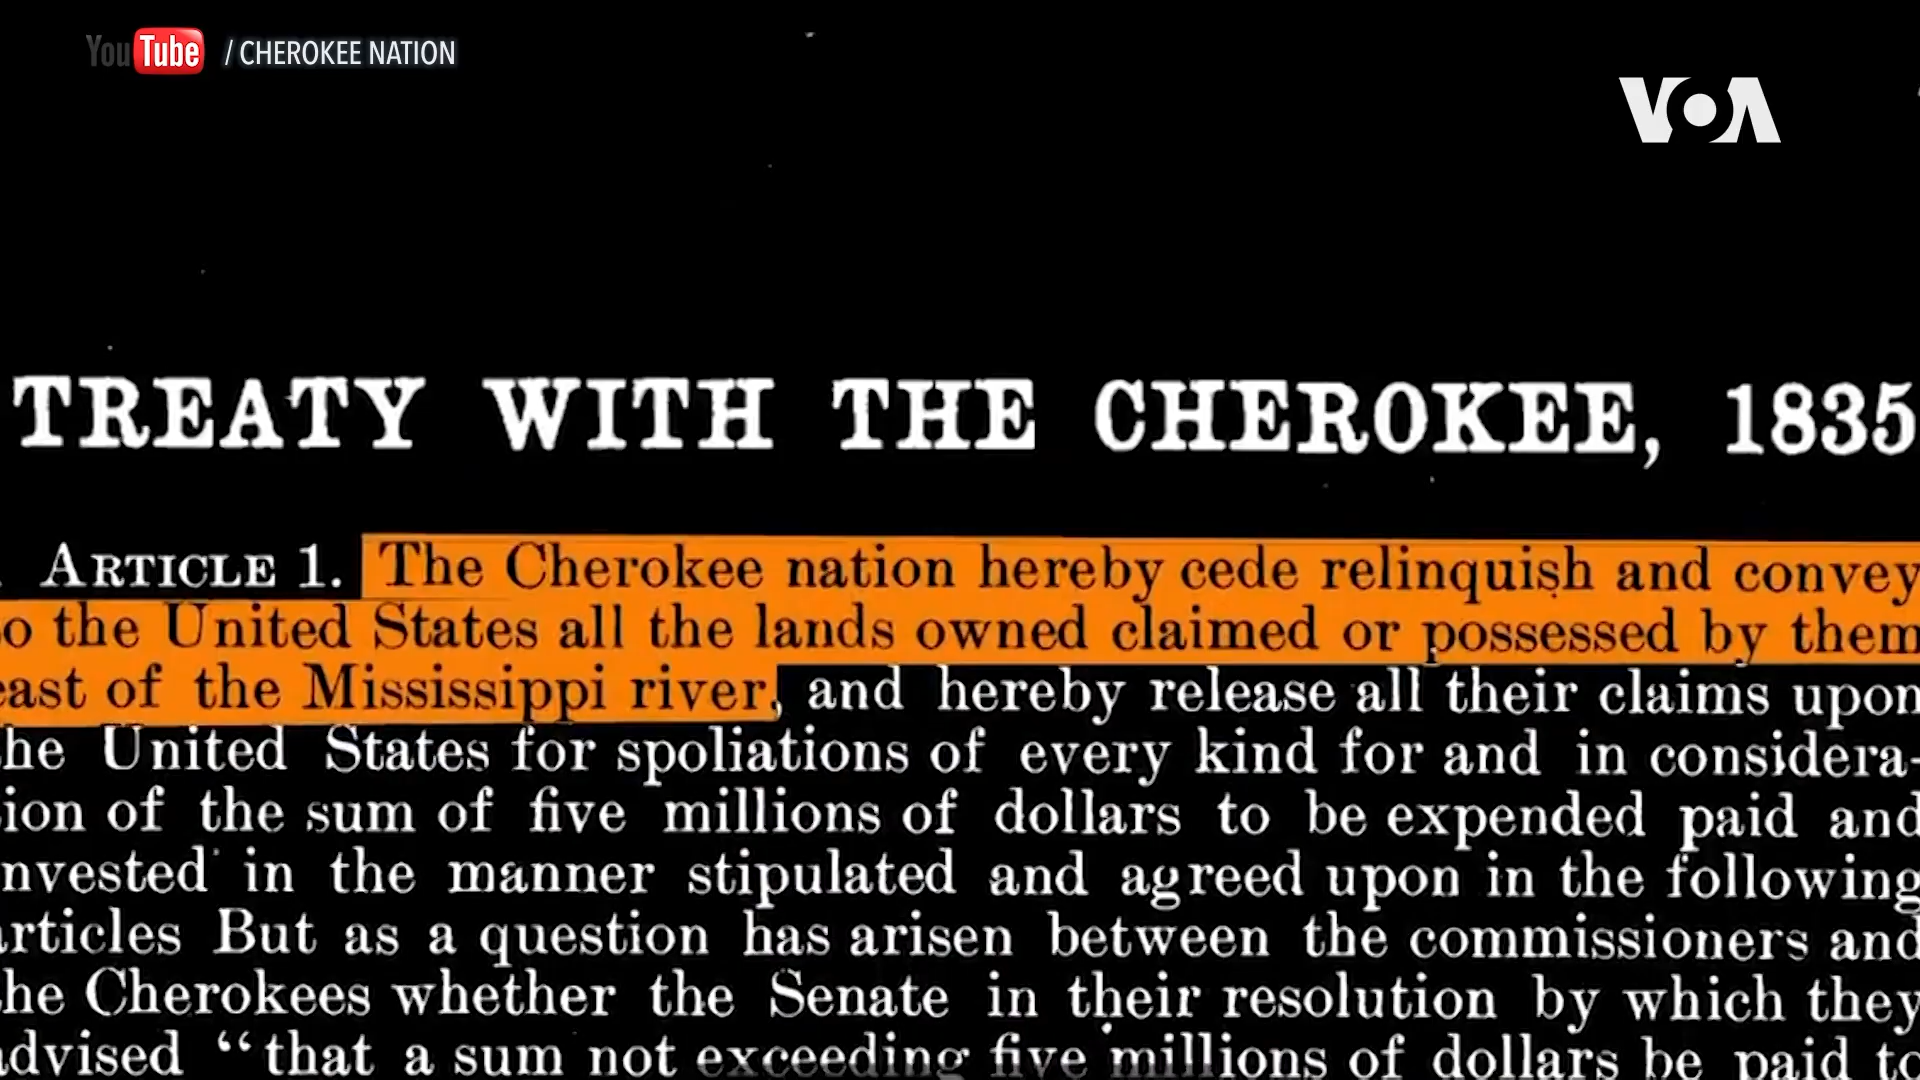 YouTube / CHEROKEE NATION
VOA
TREATY WITH THE CHEROKEE, 1835
ARTICLE 1. The Cherokee nation hereby cede relinquish and convey
o the United States all the lands owned claimed or possessed by them
east of the Mississippi river, and hereby release all their claims upon
he United States for spoliations of every kind for and in considera-
ion of the sum of five millions of dollars to be expended paid and
nvested in the manner stipulated and agreed upon in the following
articles But as a question has arisen between the commissioners and
he Cherokees whether the Senate in their resolution by which they
advised “that a sum not exceeding five millions of dollars be paid to